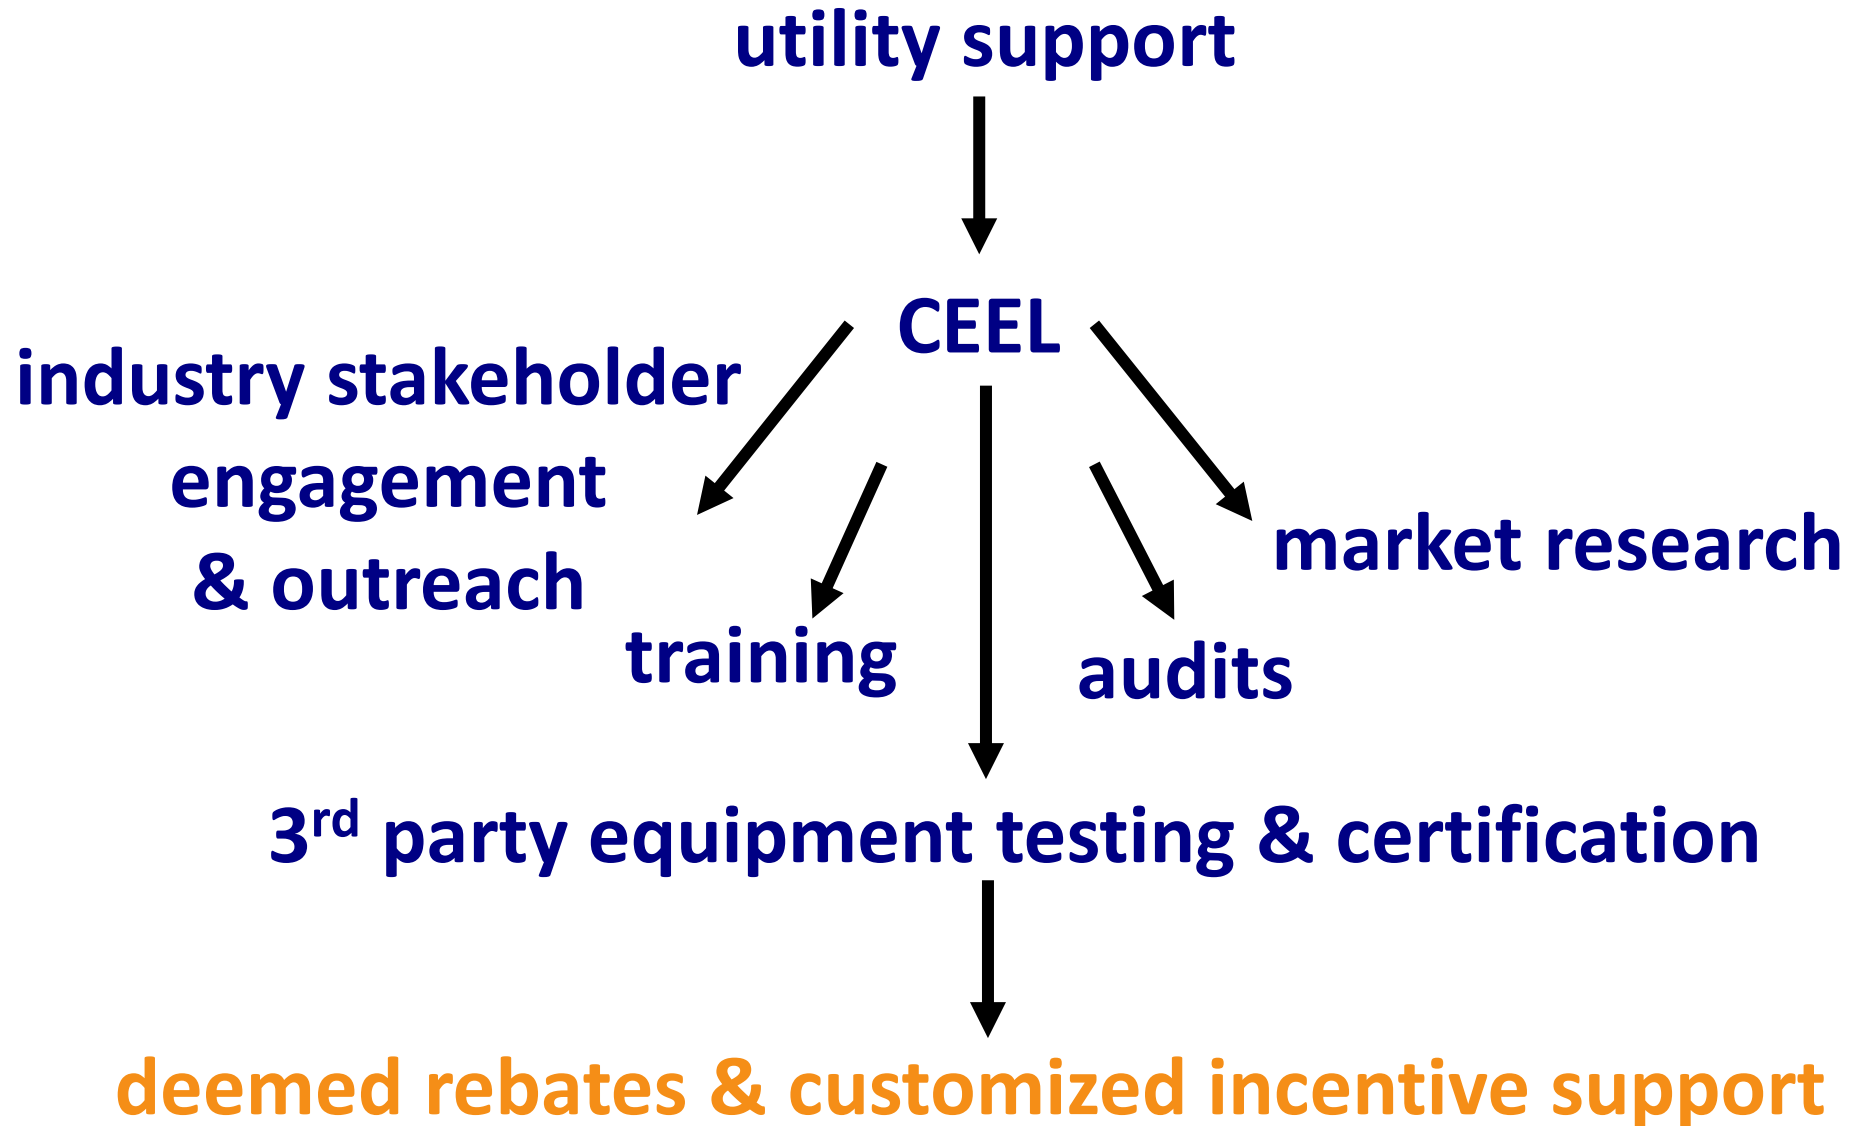 utility support
CEEL
industry stakeholder
engagement
& outreach
market research
training
audits
3rd party equipment testing & certification
deemed rebates & customized incentive support